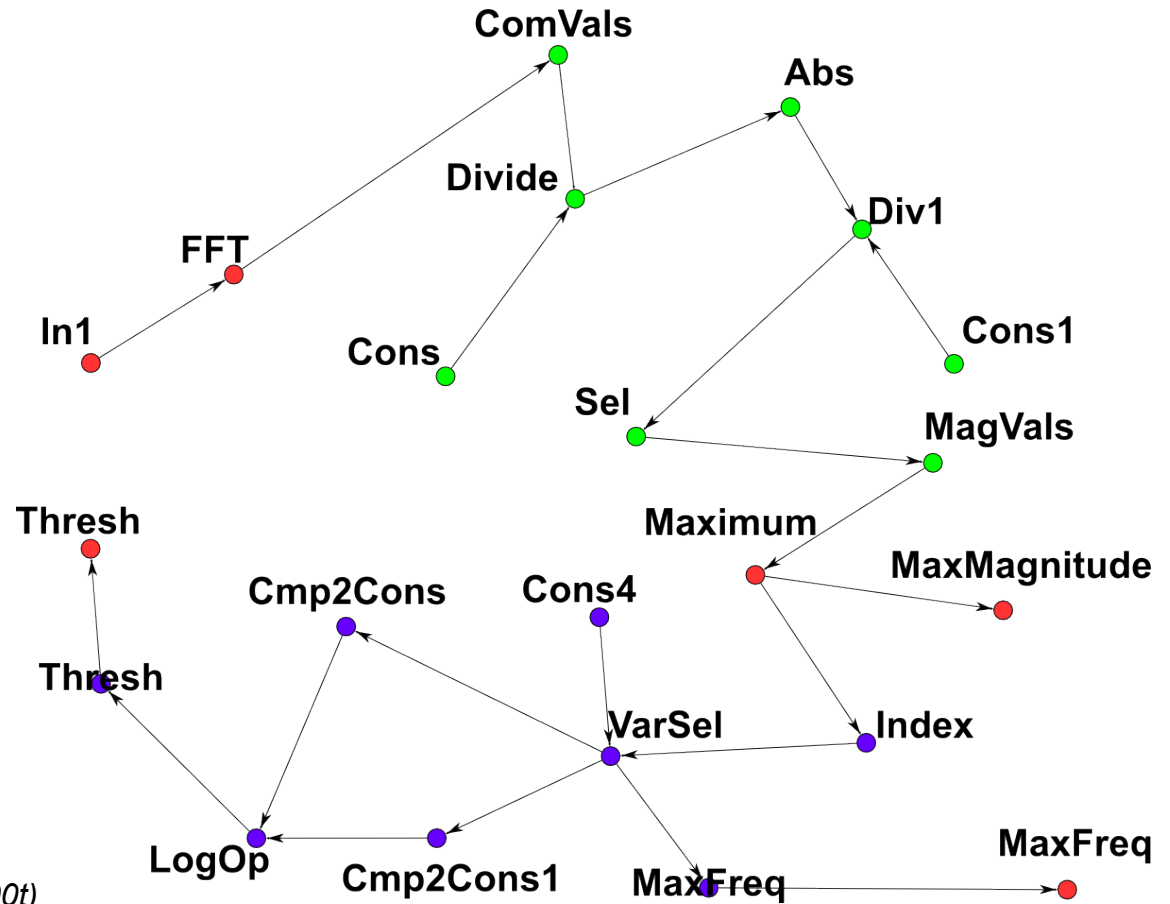 ComVals
Abs
Divide
Div1
FFT
In1
Cons
Cons1
Sel
MagVals
Thresh
Maximum
MaxMagnitude
Cmp2Cons
Cons4
Thresh
VarSel
Index
LogOp
Cmp2Cons1
MaxFreq
MaxFreq
0t)